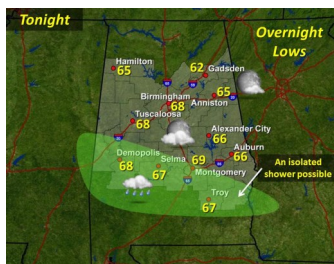 Tonight
Overnight
Lows
Hamilton
65
62
Gadsden
Birmingham
68
65
Anniston
Tuscaloosa
68
Alexander City
66
Auburn
66
Demopolis
68
Selma
67
69
Montgomery
An isolated
shower possible
Troy
67